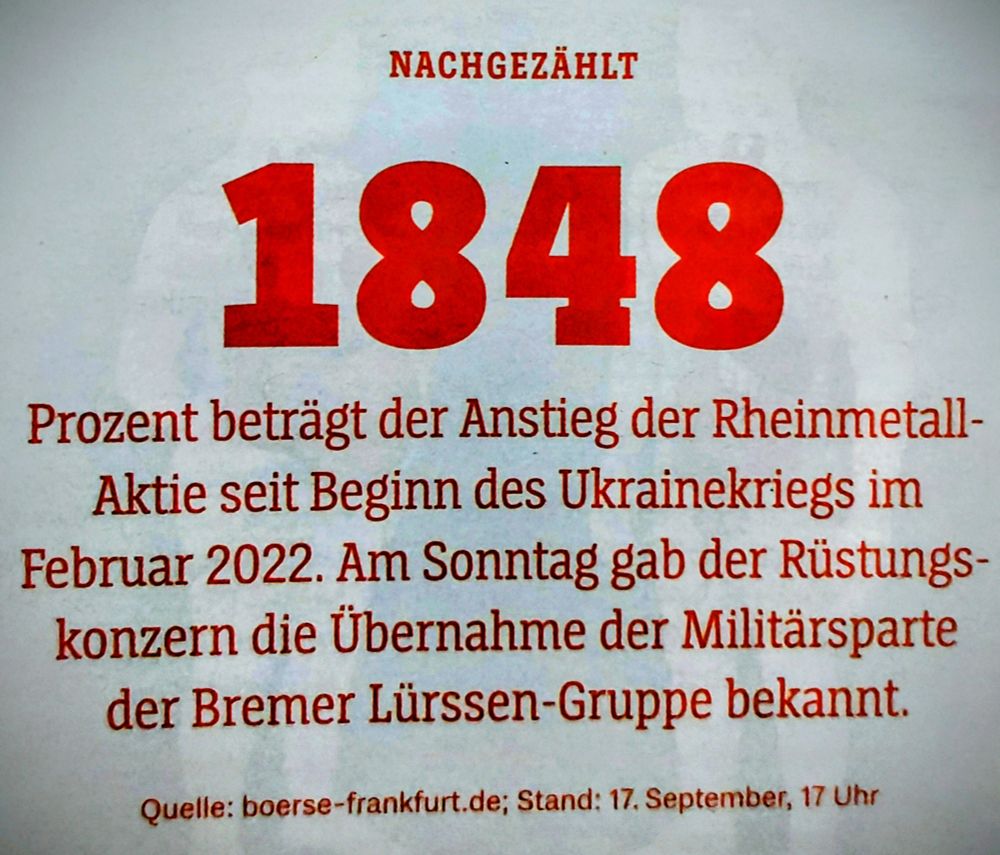 NACHGEZÄHLT
1848
Prozent beträgt der Anstieg der Rheinmetall-
Aktie seit Beginn des Ukrainekriegs im
Februar 2022. Am Sonntag gab der Rüstungs-
konzern die Übernahme der Militärsparte
der Bremer Lürssen-Gruppe bekannt.
Quelle: boerse-frankfurt.de; Stand: 17. September, 17 Uhr